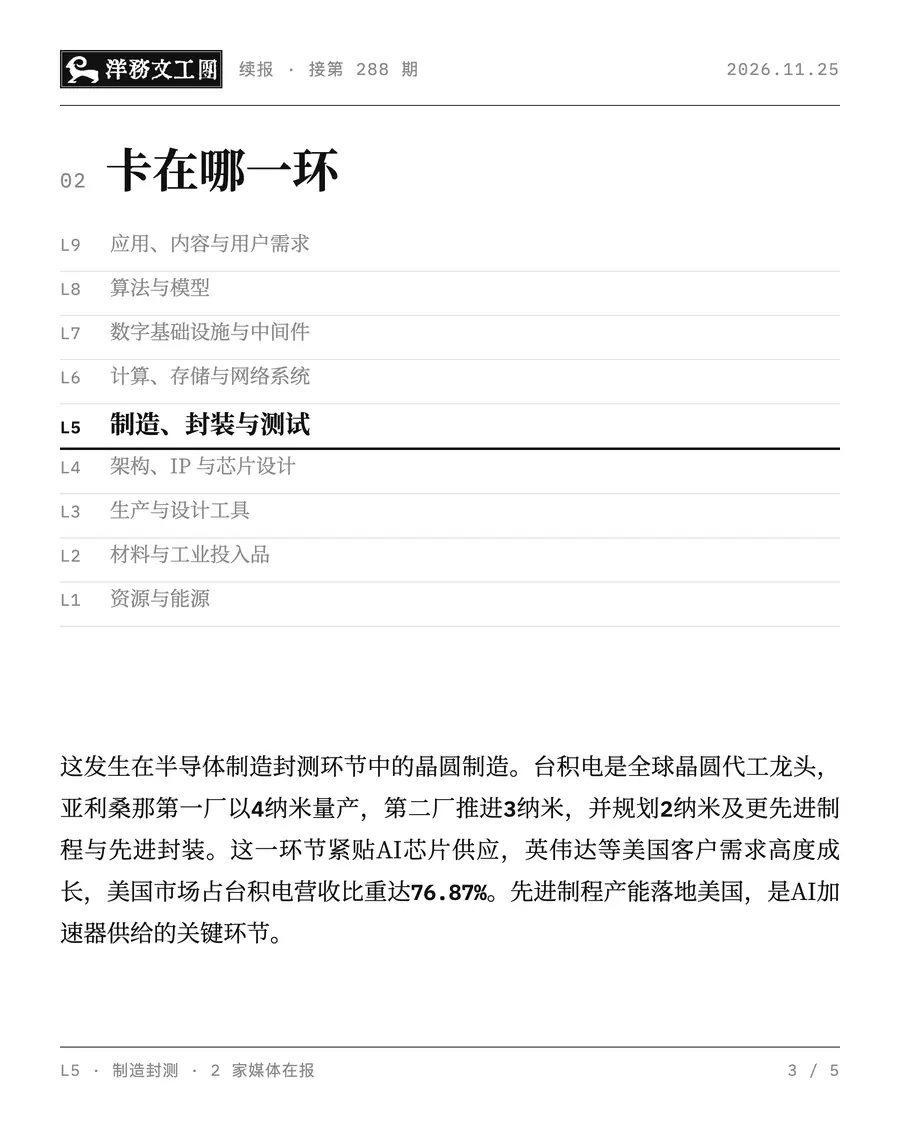 洋務文工團 续报 · 接第 288 期 2026.11.25
02 卡在哪一环
L9 应用、内容与用户需求
L8 算法与模型
L7 数字基础设施与中间件
L6 计算、存储与网络系统
L5 制造、封装与测试
L4 架构、IP 与芯片设计
L3 生产与设计工具
L2 材料与工业投入品
L1 资源与能源
这发生在半导体制造封测环节中的晶圆制造。台积电是全球晶圆代工龙头，
亚利桑那第一厂以4纳米量产，第二厂推进3纳米，并规划2纳米及更先进制
程与先进封装。这一环节紧贴AI芯片供应，英伟达等美国客户需求高度成
长，美国市场占台积电营收比重达76.87%。先进制程产能落地美国，是AI加
速器供给的关键环节。
L5 · 制造封测 · 2 家媒体在报 3 / 5